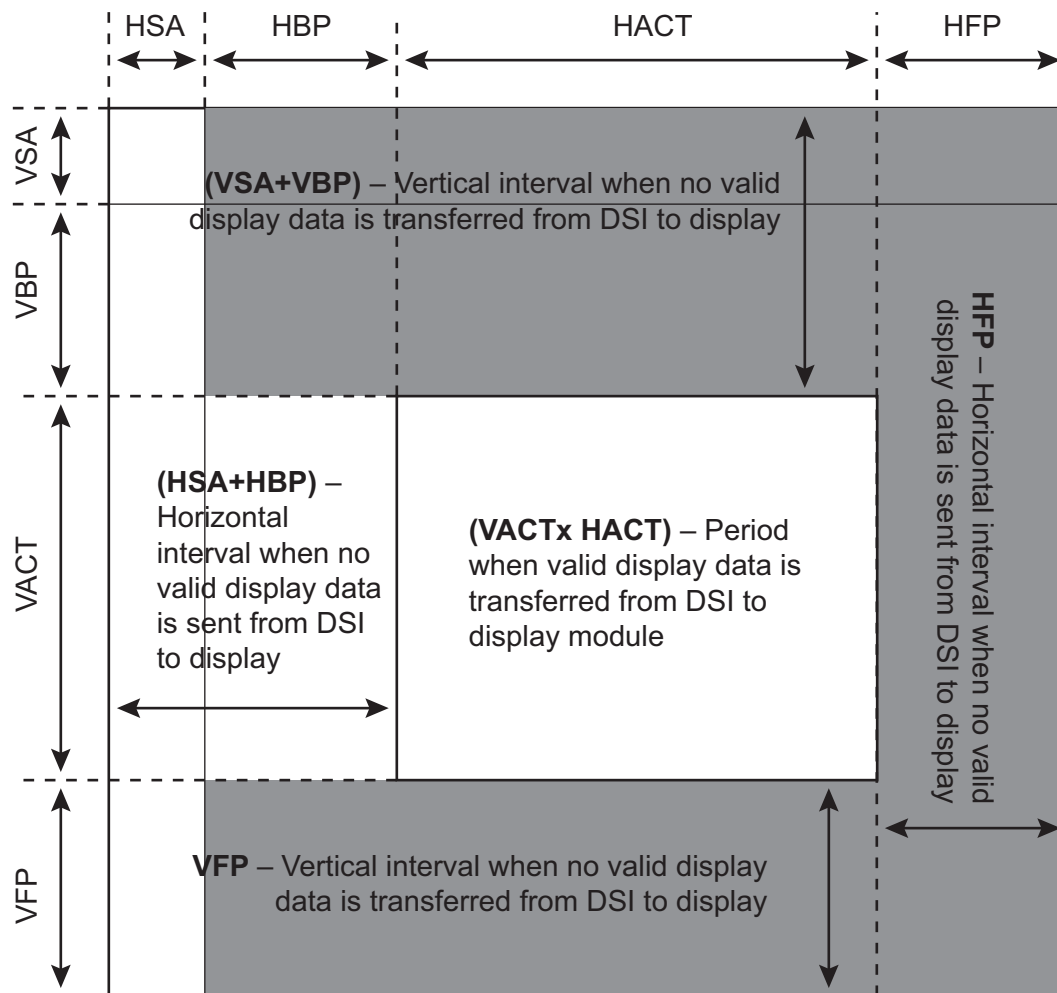 HSA
HBP
HACT
HFP
VSA
(VSA+VBP) – Vertical interval when no valid
display data is transferred from DSI to display
VBP
HFP – Horizontal interval when no valid
display data is sent from DSI to display
VACT
(HSA+HBP) –
Horizontal
interval when no
valid display data
is sent from DSI
to display
(VACTx HACT) – Period
when valid display data is
transferred from DSI to
display module
VFP
VFP – Vertical interval when no valid display
data is transferred from DSI to display